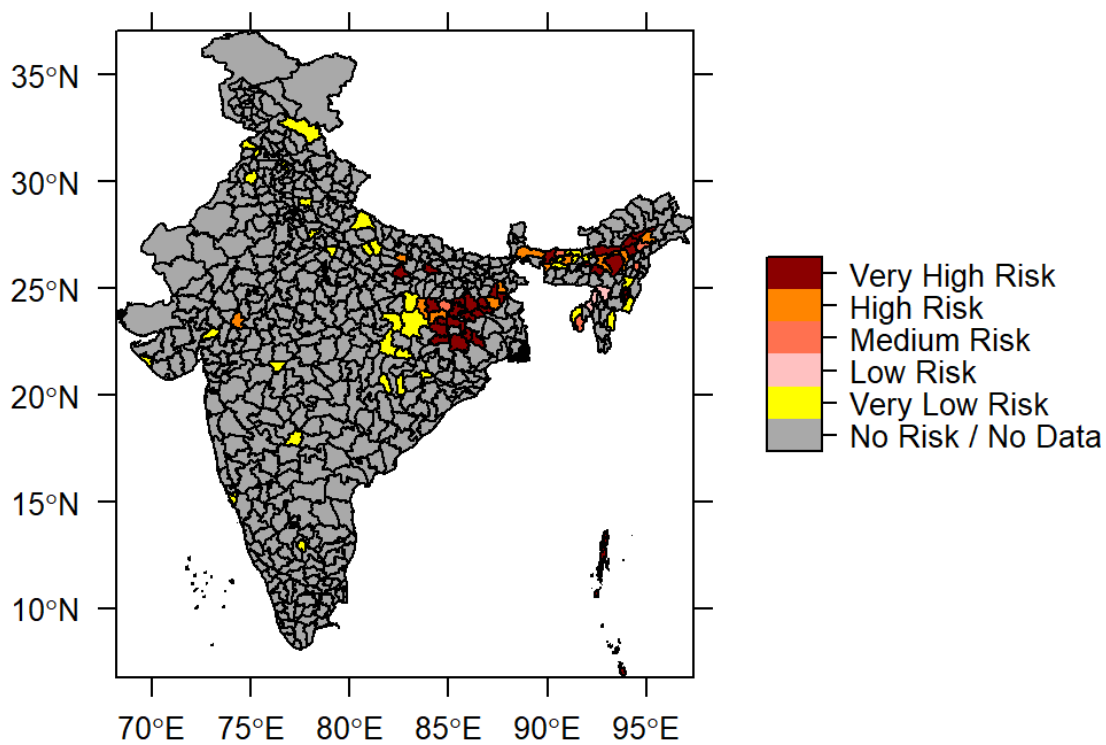 35°N
30°N
25°N
20°N
15°N
10°N
70°E 75°E 80°E 85°E 90°E 95°E
Very High Risk
High Risk
Medium Risk
Low Risk
Very Low Risk
No Risk / No Data